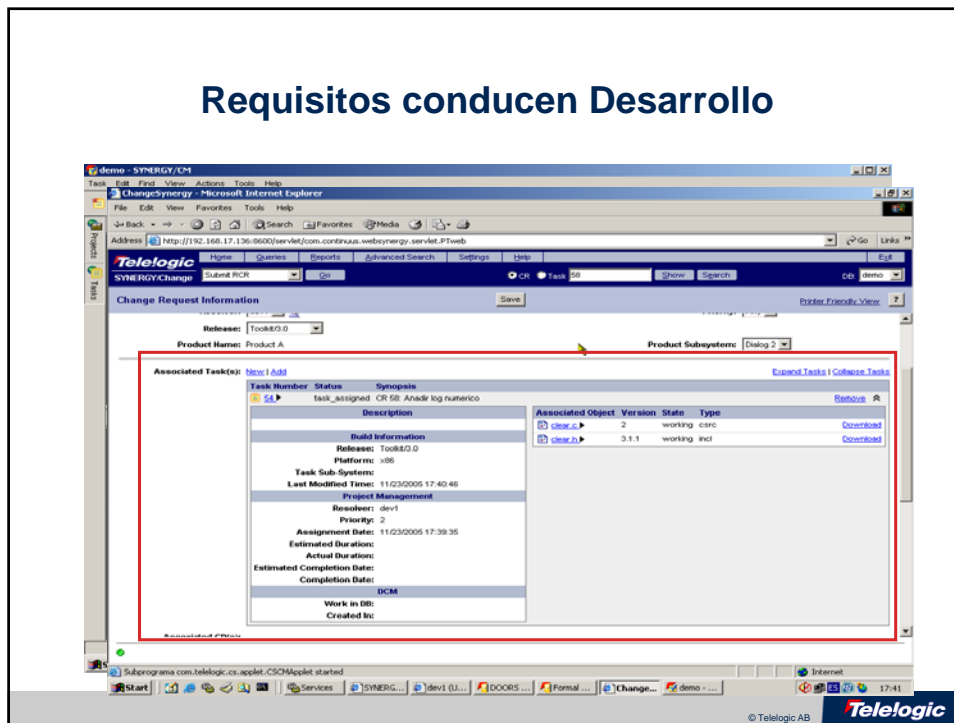 Requisitos conducen Desarrollo
demo - SYNERGY/CM
Task Edit Find View Actions Tools Help
ChangeSynergy - Microsoft Internet Explorer
File Edit View Favorites Tools Help
Back Search Favorites Media
Address http://192.168.17.136:8600/servlet/com.continuus.websynergy.servlet.PTweb Go Links »
Projects
Tasks
Telelogic Home Queries Reports Advanced Search Settings Help Exit
SYNERGY/Change Submit RCR Go CR Task 58 Show Search DB: demo
Change Request Information Save Printer Friendly View ?
Release: Toolkit/3.0
Product Name: Product A Product Subsystem: Dialog 2
Associated Task(s): New | Add Expand Tasks | Collapse Tasks
Task Number Status Synopsis
54 task_assigned CR 58: Anadir log numerico Remove
Description
Build Information
Release: Toolkit/3.0
Platform: x86
Task Sub-System:
Last Modified Time: 11/23/2005 17:40:46
Project Management
Resolver: dev1
Priority: 2
Assignment Date: 11/23/2005 17:39:35
Estimated Duration:
Actual Duration:
Estimated Completion Date:
Completion Date:
DCM
Work in DB:
Created In:
Associated Object Version State Type
clear.c 2 working csrc Download
clear.h 3.1.1 working incl Download
Subprograma com.telelogic.cs.applet.CSCMApplet started Internet
Start Services SYNERG... dev1 (U... DOORS ... Formal ... Change... demo - ... ES 17:41
© Telelogic AB
Telelogic